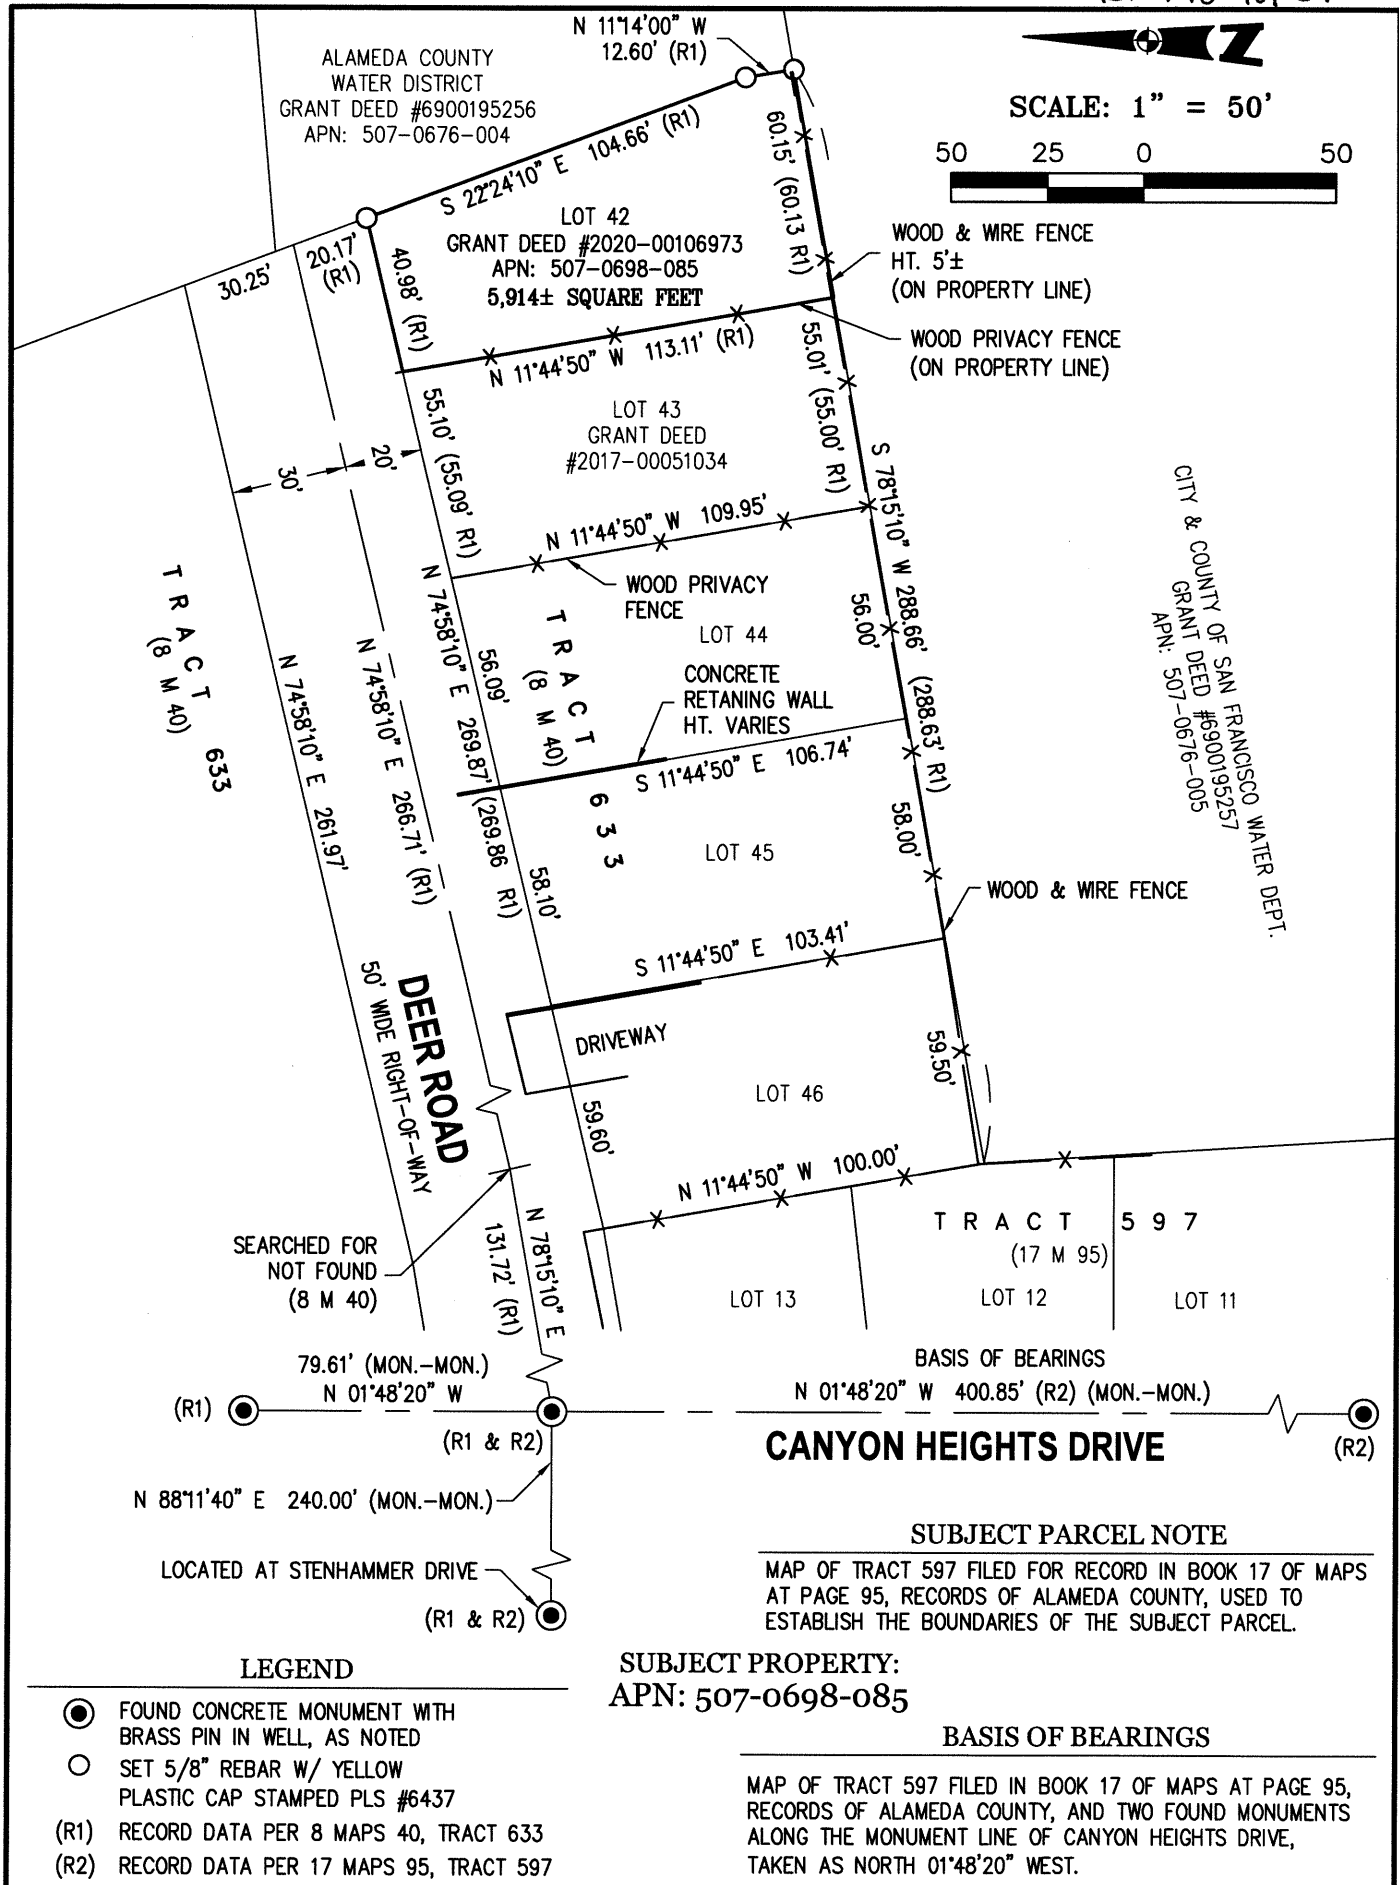 N 11°14'00" W
12.60' (R1)
ALAMEDA COUNTY
WATER DISTRICT
GRANT DEED #6900195256
APN: 507-0676-004
Z
SCALE: 1" = 50'
50 25 0 50
S 22°24'10" E 104.66' (R1)
60.15' (60.13 R1)
LOT 42
GRANT DEED #2020-00106973
APN: 507-0698-085
5,914± SQUARE FEET
WOOD & WIRE FENCE
HT. 5'±
(ON PROPERTY LINE)
20.17'
(R1)
30.25'
40.98' (R1)
N 11°44'50" W 113.11' (R1)
WOOD PRIVACY FENCE
(ON PROPERTY LINE)
55.10' (55.09' R1)
LOT 43
GRANT DEED
#2017-00051034
55.01' (55.00' R1)
30'
20'
N 11°44'50" W 109.95'
S 78°15'10" W 288.66' (288.63' R1)
CITY & COUNTY OF SAN FRANCISCO WATER DEPT.
GRANT DEED #6900195257
APN: 507-0676-005
WOOD PRIVACY
FENCE
TRACT 633
(8 M 40)
LOT 44
56.00'
TRACT 633
(8 M 40)
N 74°58'10" E 261.97'
N 74°58'10" E 266.71' (R1)
N 74°58'10" E 269.87' (269.86 R1)
56.09'
CONCRETE
RETANING WALL
HT. VARIES
S 11°44'50" E 106.74'
58.00'
LOT 45
58.10'
WOOD & WIRE FENCE
S 11°44'50" E 103.41'
DEER ROAD
50' WIDE RIGHT-OF-WAY
DRIVEWAY
59.50'
LOT 46
59.60'
N 11°44'50" W 100.00'
SEARCHED FOR
NOT FOUND
(8 M 40)
N 78°15'10" E
131.72' (R1)
TRACT 597
(17 M 95)
LOT 13
LOT 12
LOT 11
79.61' (MON.-MON.)
N 01°48'20" W
BASIS OF BEARINGS
N 01°48'20" W 400.85' (R2) (MON.-MON.)
(R1)
(R1 & R2)
CANYON HEIGHTS DRIVE
(R2)
N 88°11'40" E 240.00' (MON.-MON.)
LOCATED AT STENHAMMER DRIVE
(R1 & R2)
SUBJECT PARCEL NOTE
MAP OF TRACT 597 FILED FOR RECORD IN BOOK 17 OF MAPS
AT PAGE 95, RECORDS OF ALAMEDA COUNTY, USED TO
ESTABLISH THE BOUNDARIES OF THE SUBJECT PARCEL.
LEGEND
FOUND CONCRETE MONUMENT WITH
BRASS PIN IN WELL, AS NOTED
SET 5/8" REBAR W/ YELLOW
PLASTIC CAP STAMPED PLS #6437
(R1) RECORD DATA PER 8 MAPS 40, TRACT 633
(R2) RECORD DATA PER 17 MAPS 95, TRACT 597
SUBJECT PROPERTY:
APN: 507-0698-085
BASIS OF BEARINGS
MAP OF TRACT 597 FILED IN BOOK 17 OF MAPS AT PAGE 95,
RECORDS OF ALAMEDA COUNTY, AND TWO FOUND MONUMENTS
ALONG THE MONUMENT LINE OF CANYON HEIGHTS DRIVE,
TAKEN AS NORTH 01°48'20" WEST.